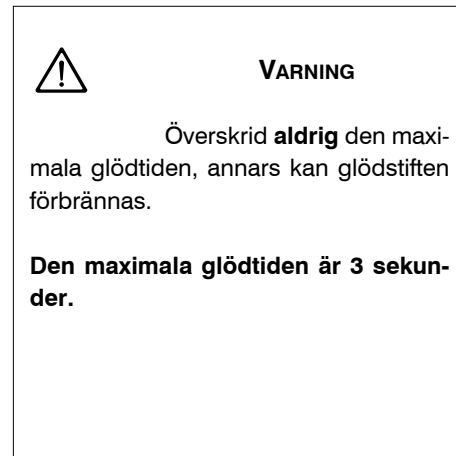 VARNING
Överskrid aldrig den maxi-
mala glödtiden, annars kan glödstiften
förbrännas.
Den maximala glödtiden är 3 sekun-
der.